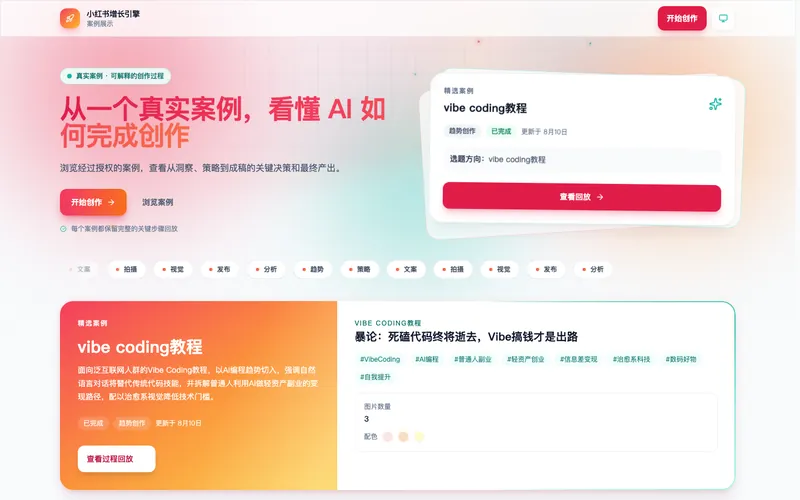 小红书增长引擎
案例展示
开始创作
真实案例 · 可解释的创作过程
从一个真实案例，看懂 AI 如
何完成创作
浏览经过授权的案例，查看从洞察、策略到成稿的关键决策和最终产出。
开始创作 →
浏览案例
每个案例都保留完整的关键步骤回放
精选案例
vibe coding教程
趋势创作 已完成 更新于 8月10日
选题方向：vibe coding教程
查看回放 →
文案 拍摄 视觉 发布 分析 趋势 策略 文案 拍摄 视觉 发布 分析
精选案例
vibe coding教程
面向泛互联网人群的Vibe Coding教程，以AI编程趋势切入，强调自然
语言对话将替代传统代码技能，并拆解普通人利用AI做轻资产副业的变
现路径，配以治愈系视觉降低技术门槛。
已完成 趋势创作 更新于 8月10日
查看过程回放 →
VIBE CODING教程
暴论：死磕代码终将逝去，Vibe搞钱才是出路
#VibeCoding #AI编程 #普通人副业 #轻资产创业 #信息差变现 #治愈系科技 #数码好物
#自我提升
图片数量
3
配色